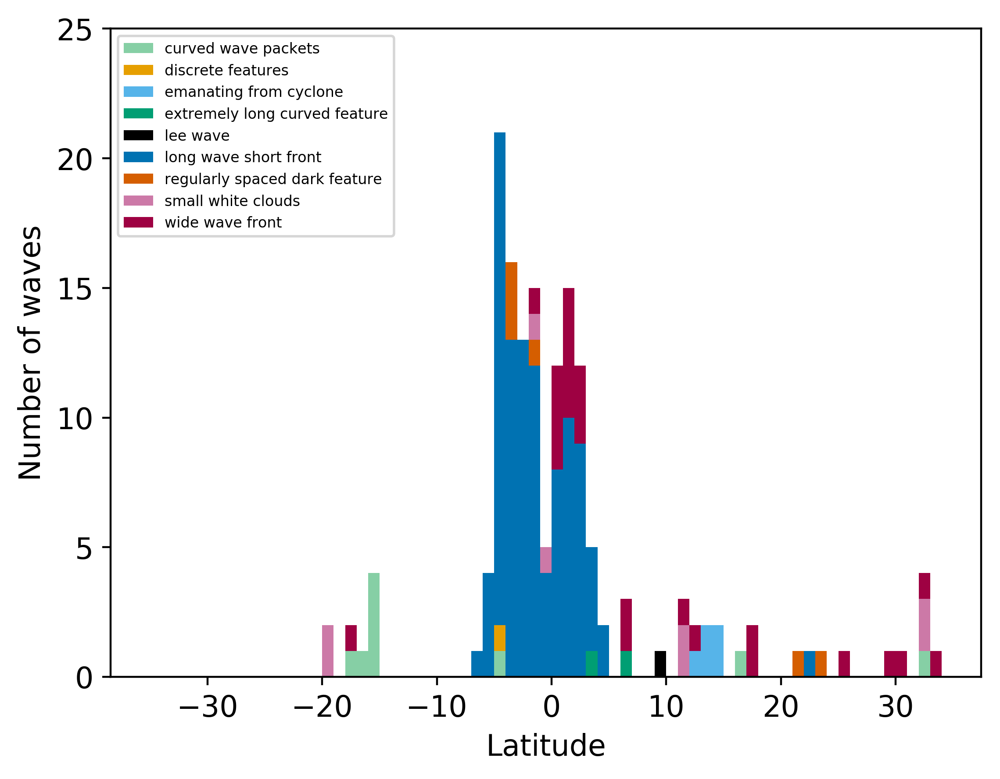 25
20
15
10
5
0
Number of waves
curved wave packets
discrete features
emanating from cyclone
extremely long curved feature
lee wave
long wave short front
regularly spaced dark feature
small white clouds
wide wave front
−30 −20 −10 0 10 20 30
Latitude